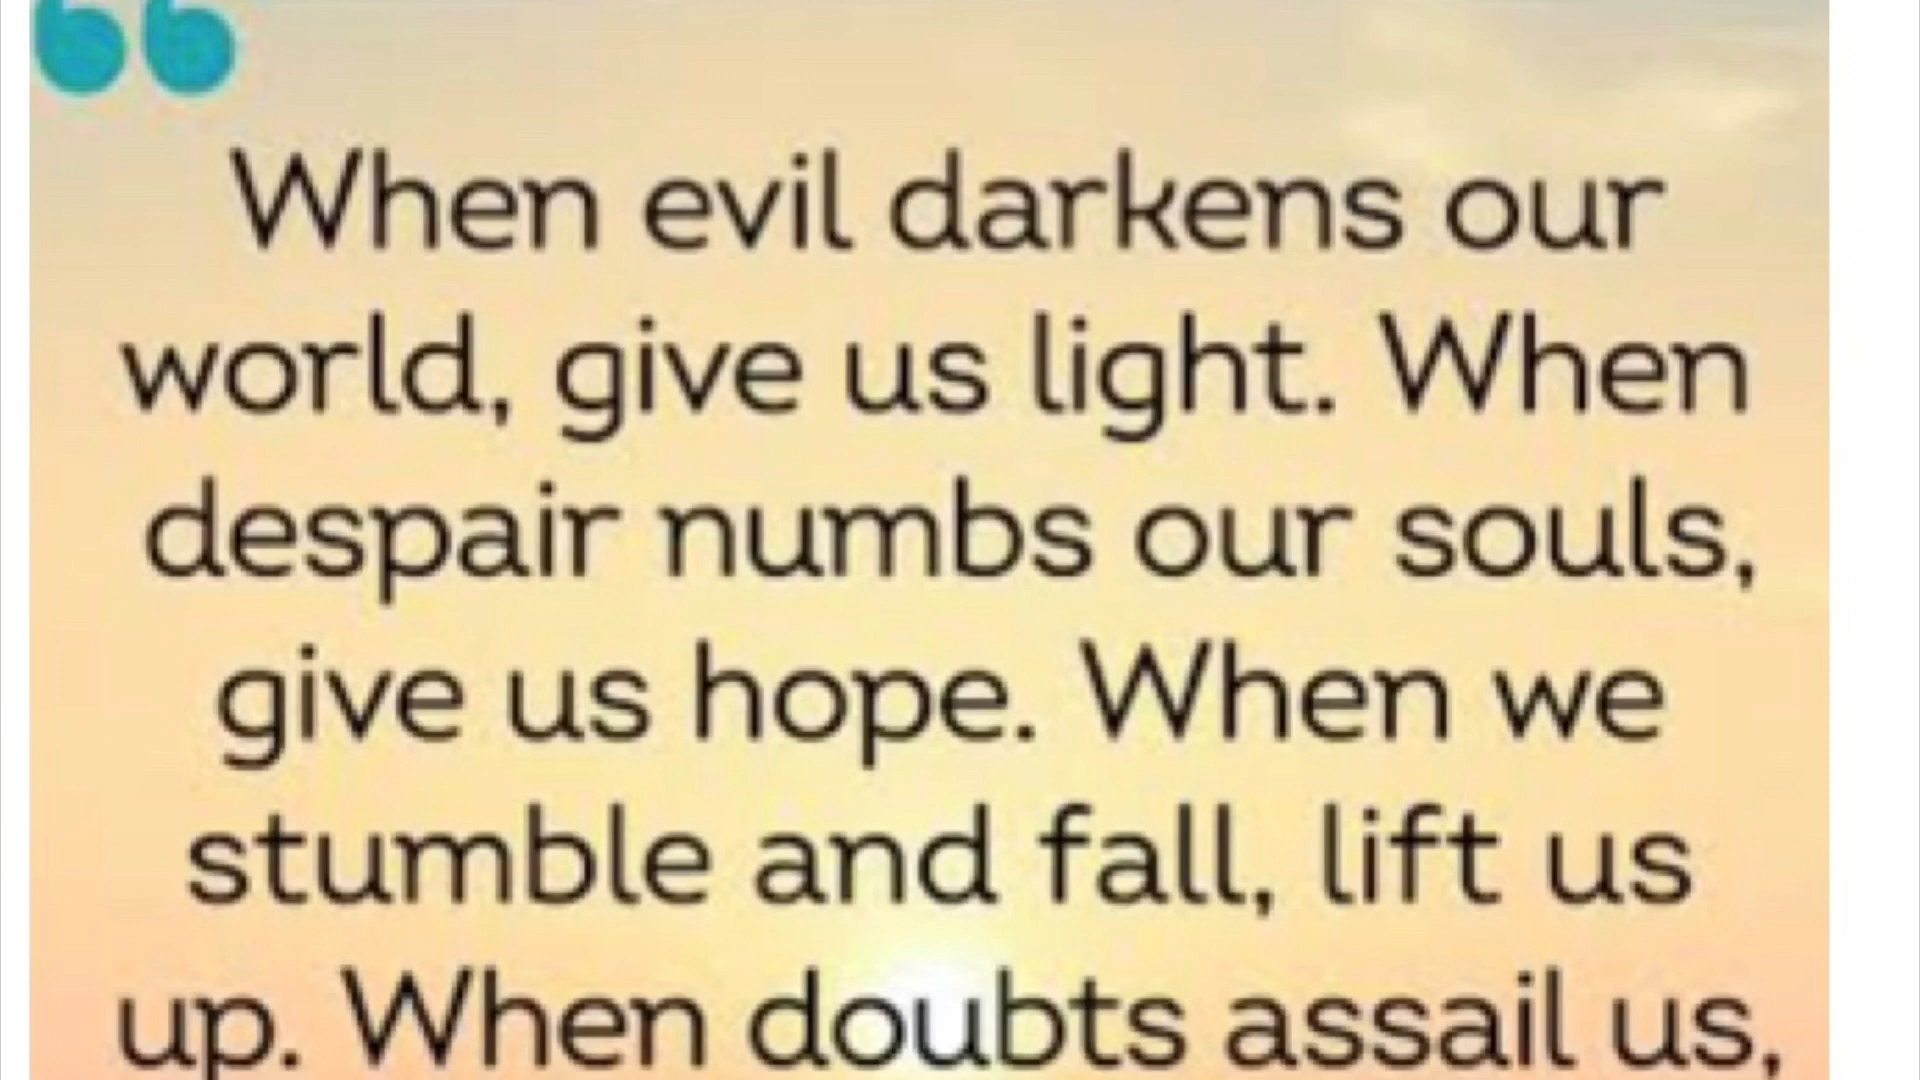 “
When evil darkens our
world, give us light. When
despair numbs our souls,
give us hope. When we
stumble and fall, lift us
up. When doubts assail us,